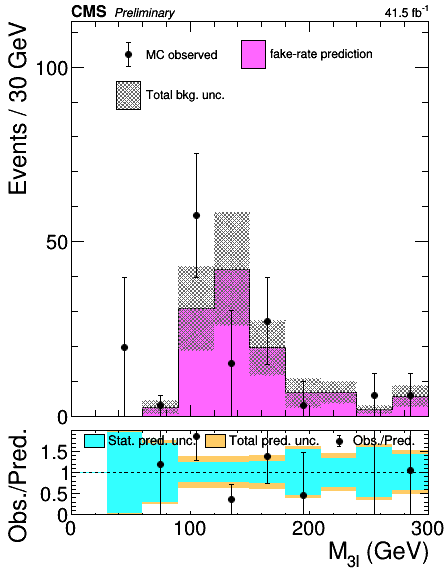 CMS Preliminary 41.5 fb⁻¹
Events / 30 GeV
100
50
0
MC observed
fake-rate prediction
Total bkg. unc.
Obs./Pred.
1.5
1
0.5
0
Stat. pred. unc.
Total pred. unc.
Obs./Pred.
0 100 200 300
M₃ₗ (GeV)